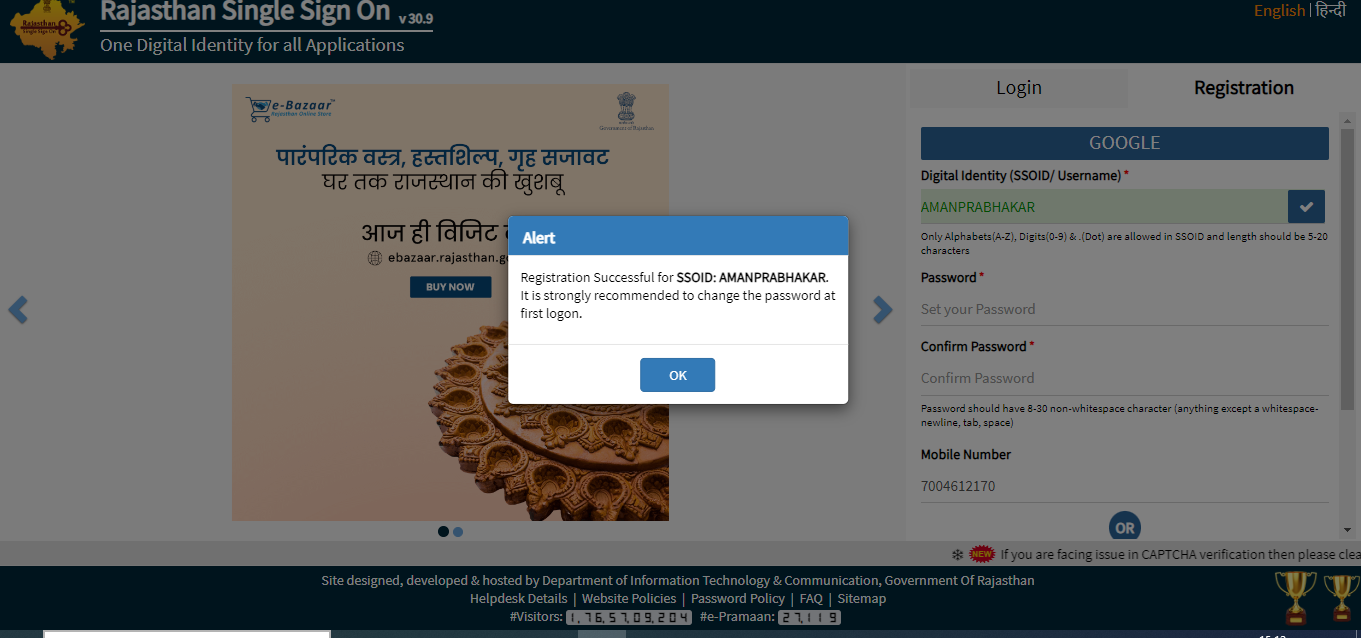 Rajasthan Single Sign On v 30.9
One Digital Identity for all Applications
English | हिन्दी
Rajasthan
Single Sign On
e-Bazaar
Rajasthan Online Store
Government of Rajasthan
पारंपरिक वस्त्र, हस्तशिल्प, गृह सजावट
घर तक राजस्थान की खुशबू
आज ही विजिट
ebazaar.rajasthan.g
BUY NOW
Alert
Registration Successful for SSOID: AMANPRABHAKAR.
It is strongly recommended to change the password at
first logon.
OK
Login
Registration
GOOGLE
Digital Identity (SSOID/ Username) *
AMANPRABHAKAR
Only Alphabets(A-Z), Digits(0-9) & .(Dot) are allowed in SSOID and length should be 5-20
characters
Password *
Set your Password
Confirm Password *
Confirm Password
Password should have 8-30 non-whitespace character (anything except a whitespace-
newline, tab, space)
Mobile Number
7004612170
OR
NEW If you are facing issue in CAPTCHA verification then please clea
Site designed, developed & hosted by Department of Information Technology & Communication, Government Of Rajasthan
Helpdesk Details | Website Policies | Password Policy | FAQ | Sitemap
#Visitors: 1,76,57,09,204 #e-Pramaan: 27,119